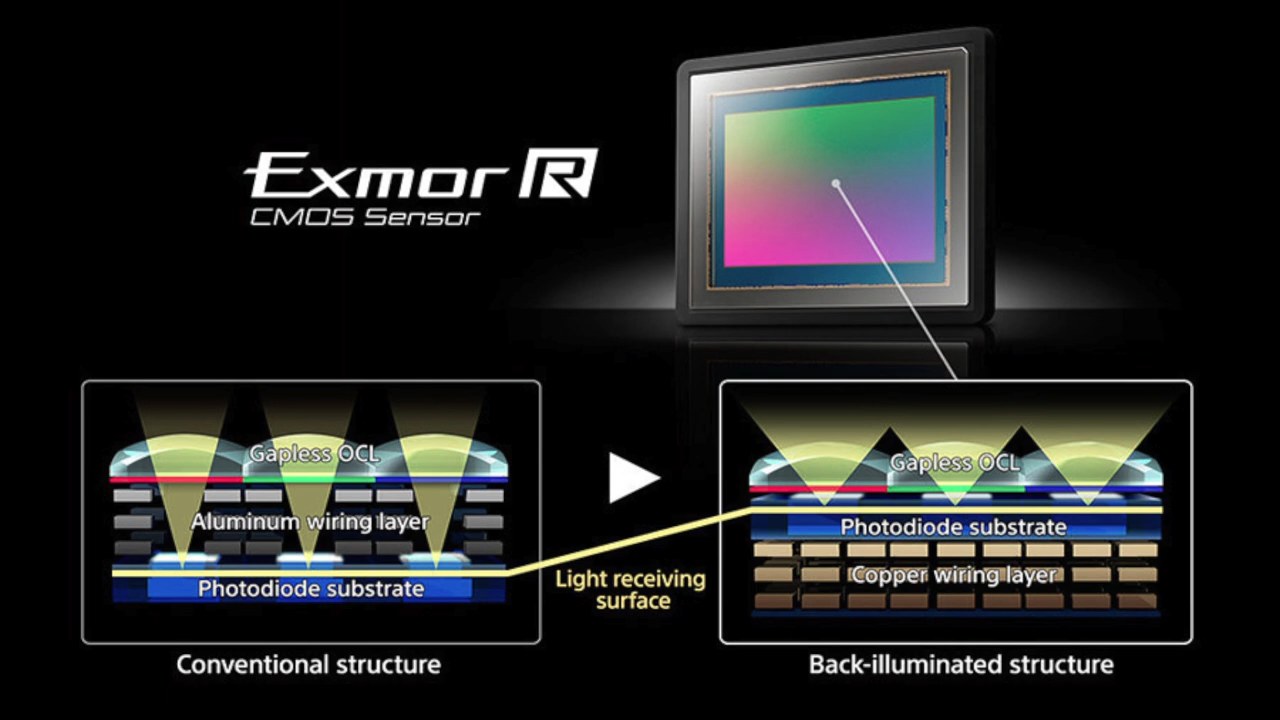 Exmor R
CMOS Sensor
Gapless OCL
Aluminum wiring layer
Photodiode substrate
Conventional structure
Light receiving
surface
Gapless OCL
Photodiode substrate
Copper wiring layer
Back-illuminated structure